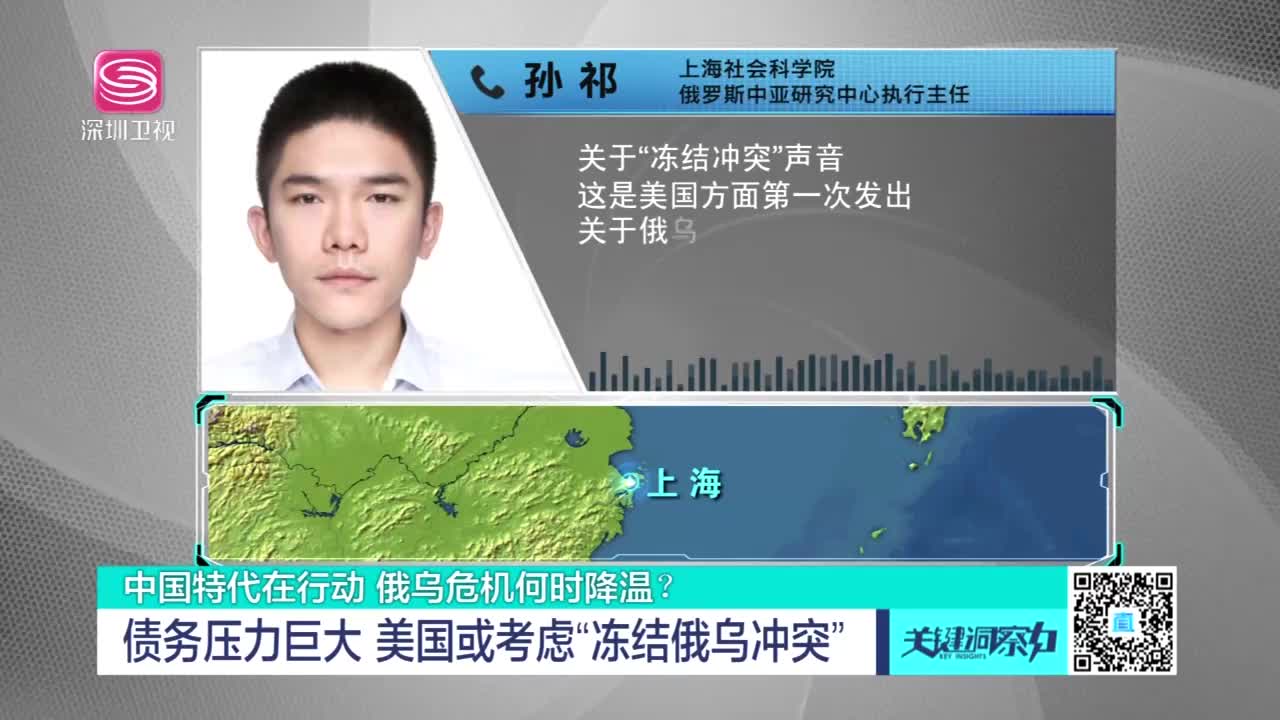 深圳卫视
孙祁
上海社会科学院
俄罗斯中亚研究中心执行主任
关于“冻结冲突”声音
这是美国方面第一次发出
关于俄乌
上海
中国特代在行动 俄乌危机何时降温？
债务压力巨大 美国或考虑“冻结俄乌冲突”
关键洞察力
KEY INSIGHTS
直